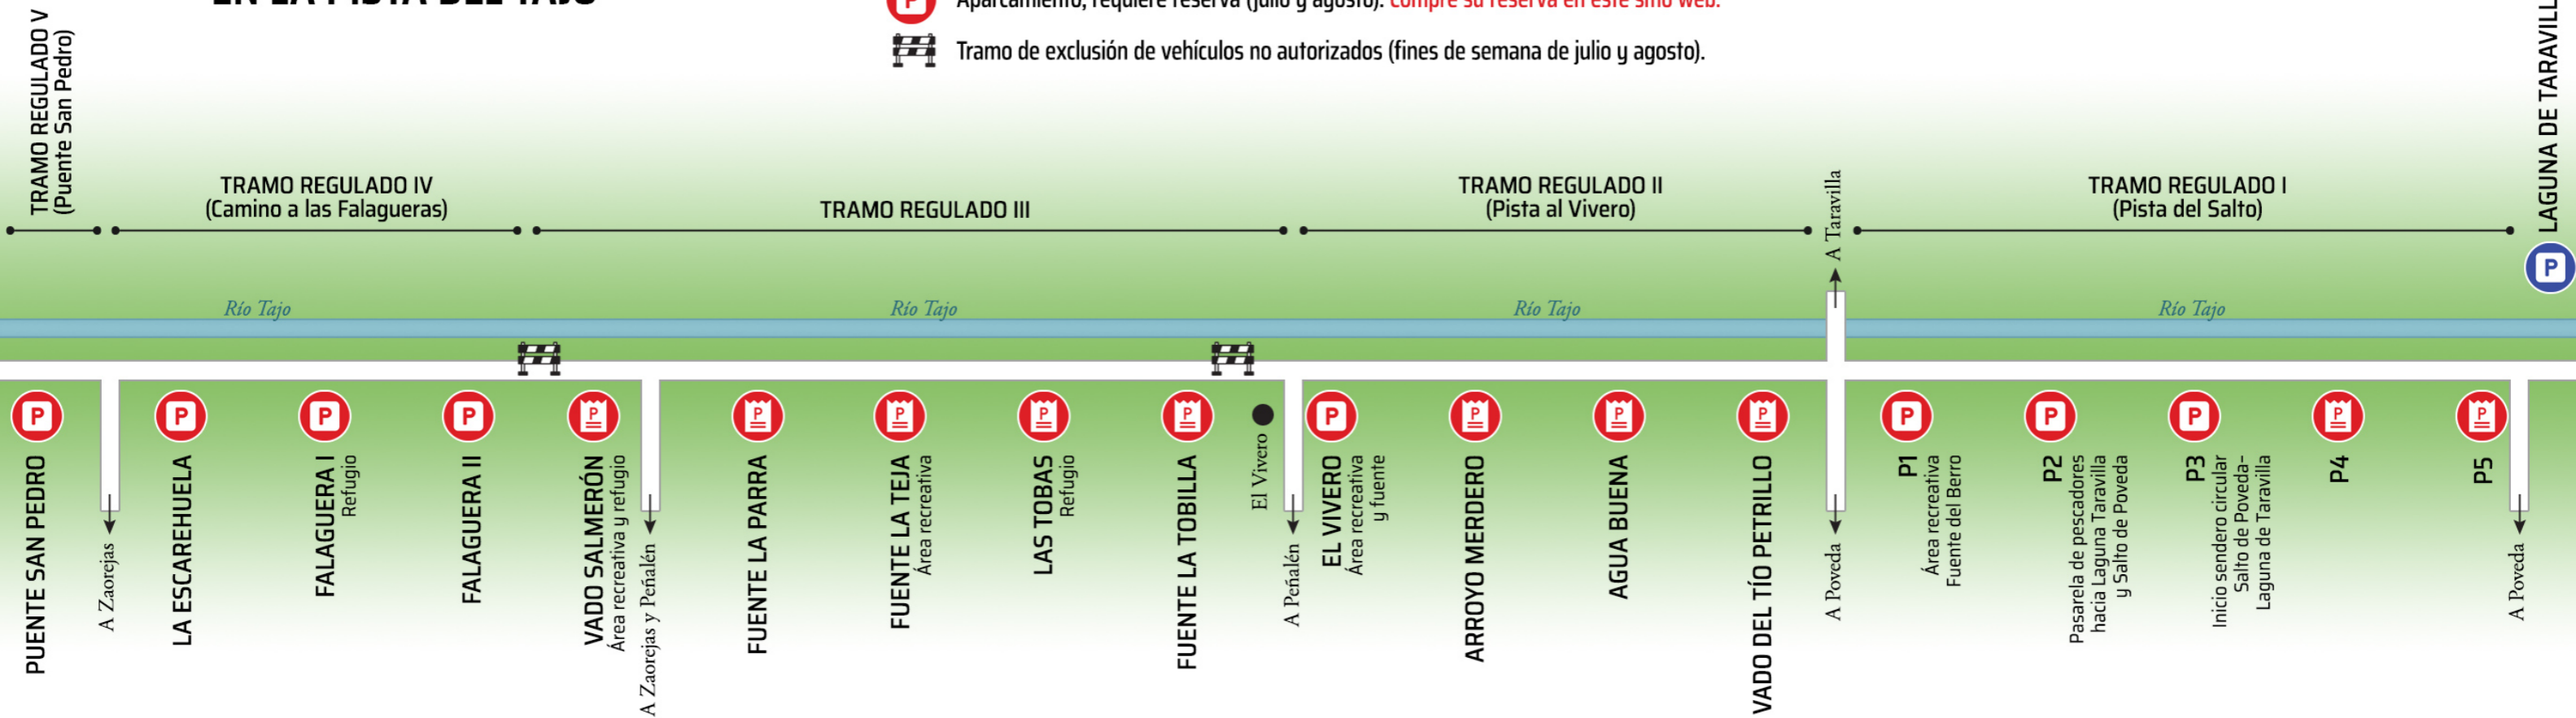 EN LA PISTA DEL TAJO
P Aparcamiento, requiere reserva (julio y agosto). Compre su reserva en este sitio web.
Tramo de exclusión de vehículos no autorizados (fines de semana de julio y agosto).
TRAMO REGULADO V
(Puente San Pedro)
TRAMO REGULADO IV
(Camino a las Falagueras)
TRAMO REGULADO III
TRAMO REGULADO II
(Pista al Vivero)
A Taravilla
TRAMO REGULADO I
(Pista del Salto)
LAGUNA DE TARAVILL
P
Río Tajo
Río Tajo
Río Tajo
Río Tajo
P
PUENTE SAN PEDRO
A Zaorejas
P
LA ESCAREHUELA
P
FALAGUERA I
Refugio
P
FALAGUERA II
P
VADO SALMERÓN
Área recreativa y refugio
A Zaorejas y Peñalén
P
FUENTE LA PARRA
P
FUENTE LA TEJA
Área recreativa
P
LAS TOBAS
Refugio
P
FUENTE LA TOBILLA
El Vivero
A Peñalén
P
EL VIVERO
Área recreativa
y fuente
P
ARROYO MERDERO
P
AGUA BUENA
P
VADO DEL TÍO PETRILLO
A Poveda
P
P1
Área recreativa
Fuente del Berro
P
P2
Pasarela de pescadores
hacia Laguna Taravilla
y Salto de Poveda
P
P3
Inicio sendero circular
Salto de Poveda-
Laguna de Taravilla
P
P4
P
P5
A Poveda